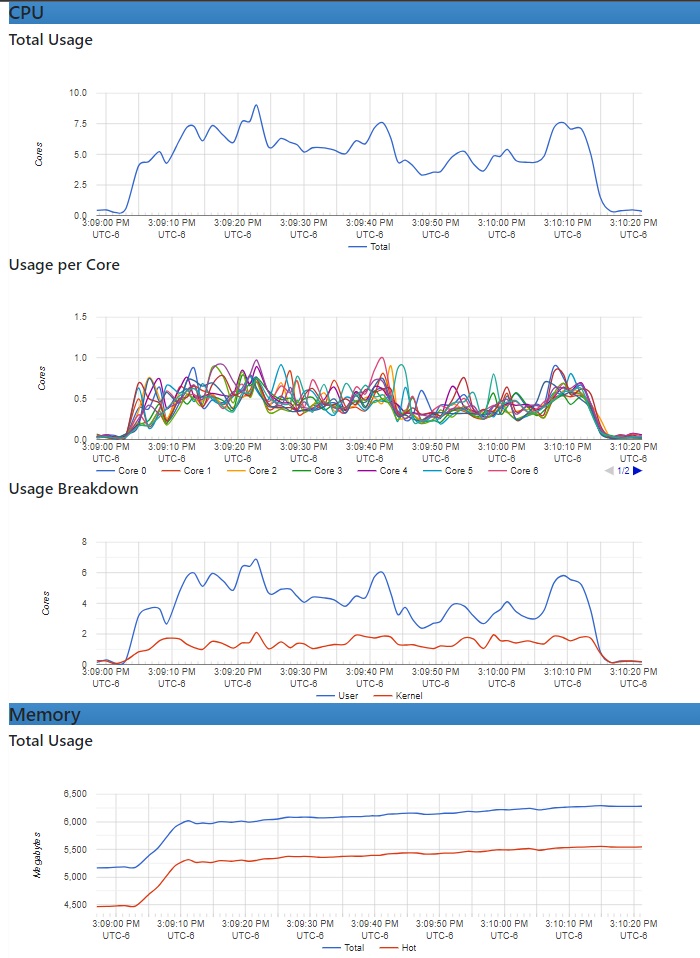 CPU
Total Usage
10.0
7.5
5.0
2.5
0.0
Cores
3:09:00 PM 3:09:10 PM 3:09:20 PM 3:09:30 PM 3:09:40 PM 3:09:50 PM 3:10:00 PM 3:10:10 PM 3:10:20 PM
UTC-6 UTC-6 UTC-6 UTC-6 UTC-6 UTC-6 UTC-6 UTC-6 UTC-6
Total
Usage per Core
1.5
1.0
0.5
0.0
Cores
3:09:00 PM 3:09:10 PM 3:09:20 PM 3:09:30 PM 3:09:40 PM 3:09:50 PM 3:10:00 PM 3:10:10 PM 3:10:20 PM
UTC-6 UTC-6 UTC-6 UTC-6 UTC-6 UTC-6 UTC-6 UTC-6 UTC-6
Core 0 Core 1 Core 2 Core 3 Core 4 Core 5 Core 6 1/2
Usage Breakdown
8
6
4
2
0
Cores
3:09:00 PM 3:09:10 PM 3:09:20 PM 3:09:30 PM 3:09:40 PM 3:09:50 PM 3:10:00 PM 3:10:10 PM 3:10:20 PM
UTC-6 UTC-6 UTC-6 UTC-6 UTC-6 UTC-6 UTC-6 UTC-6 UTC-6
User Kernel
Memory
Total Usage
6,500
6,000
5,500
5,000
4,500
Megabytes
3:09:00 PM 3:09:10 PM 3:09:20 PM 3:09:30 PM 3:09:40 PM 3:09:50 PM 3:10:00 PM 3:10:10 PM 3:10:20 PM
UTC-6 UTC-6 UTC-6 UTC-6 UTC-6 UTC-6 UTC-6 UTC-6 UTC-6
Total Hot